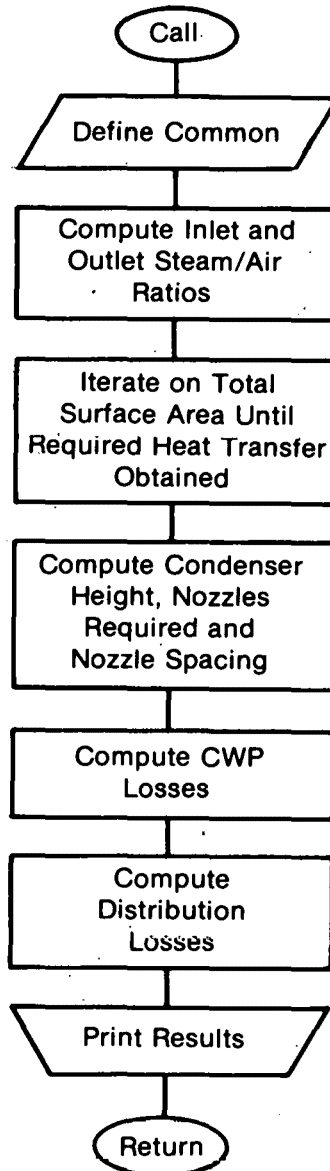 Call
Define Common
Compute Inlet and
Outlet Steam/Air
Ratios
Iterate on Total
Surface Area Until
Required Heat Transfer
Obtained
Compute Condenser
Height, Nozzles
Required and
Nozzle Spacing
Compute CWP
Losses
Compute
Distribution
Losses
Print Results
Return